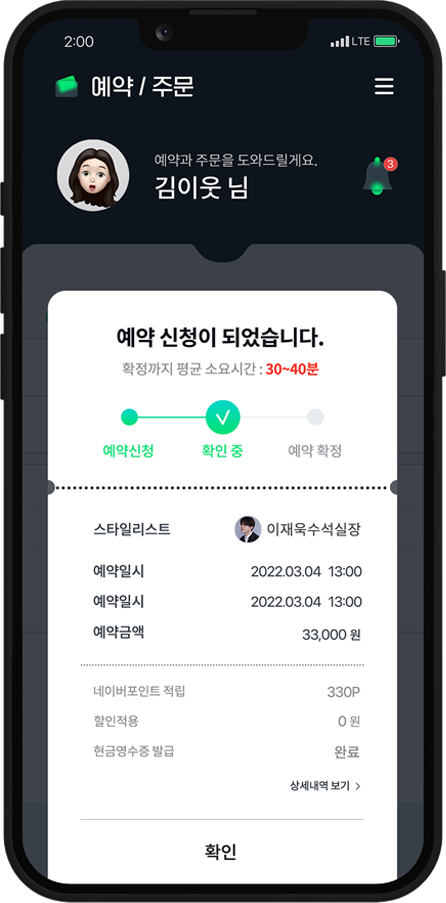 2:00
LTE
예약 / 주문
예약과 주문을 도와드릴게요.
김이웃 님
3
예약 신청이 되었습니다.
확정까지 평균 소요시간 : 30~40분
예약신청 확인 중 예약 확정
스타일리스트 이재욱수석실장
예약일시 2022.03.04 13:00
예약일시 2022.03.04 13:00
예약금액 33,000 원
네이버포인트 적립 330P
할인적용 0 원
현금영수증 발급 완료
상세내역 보기 >
확인